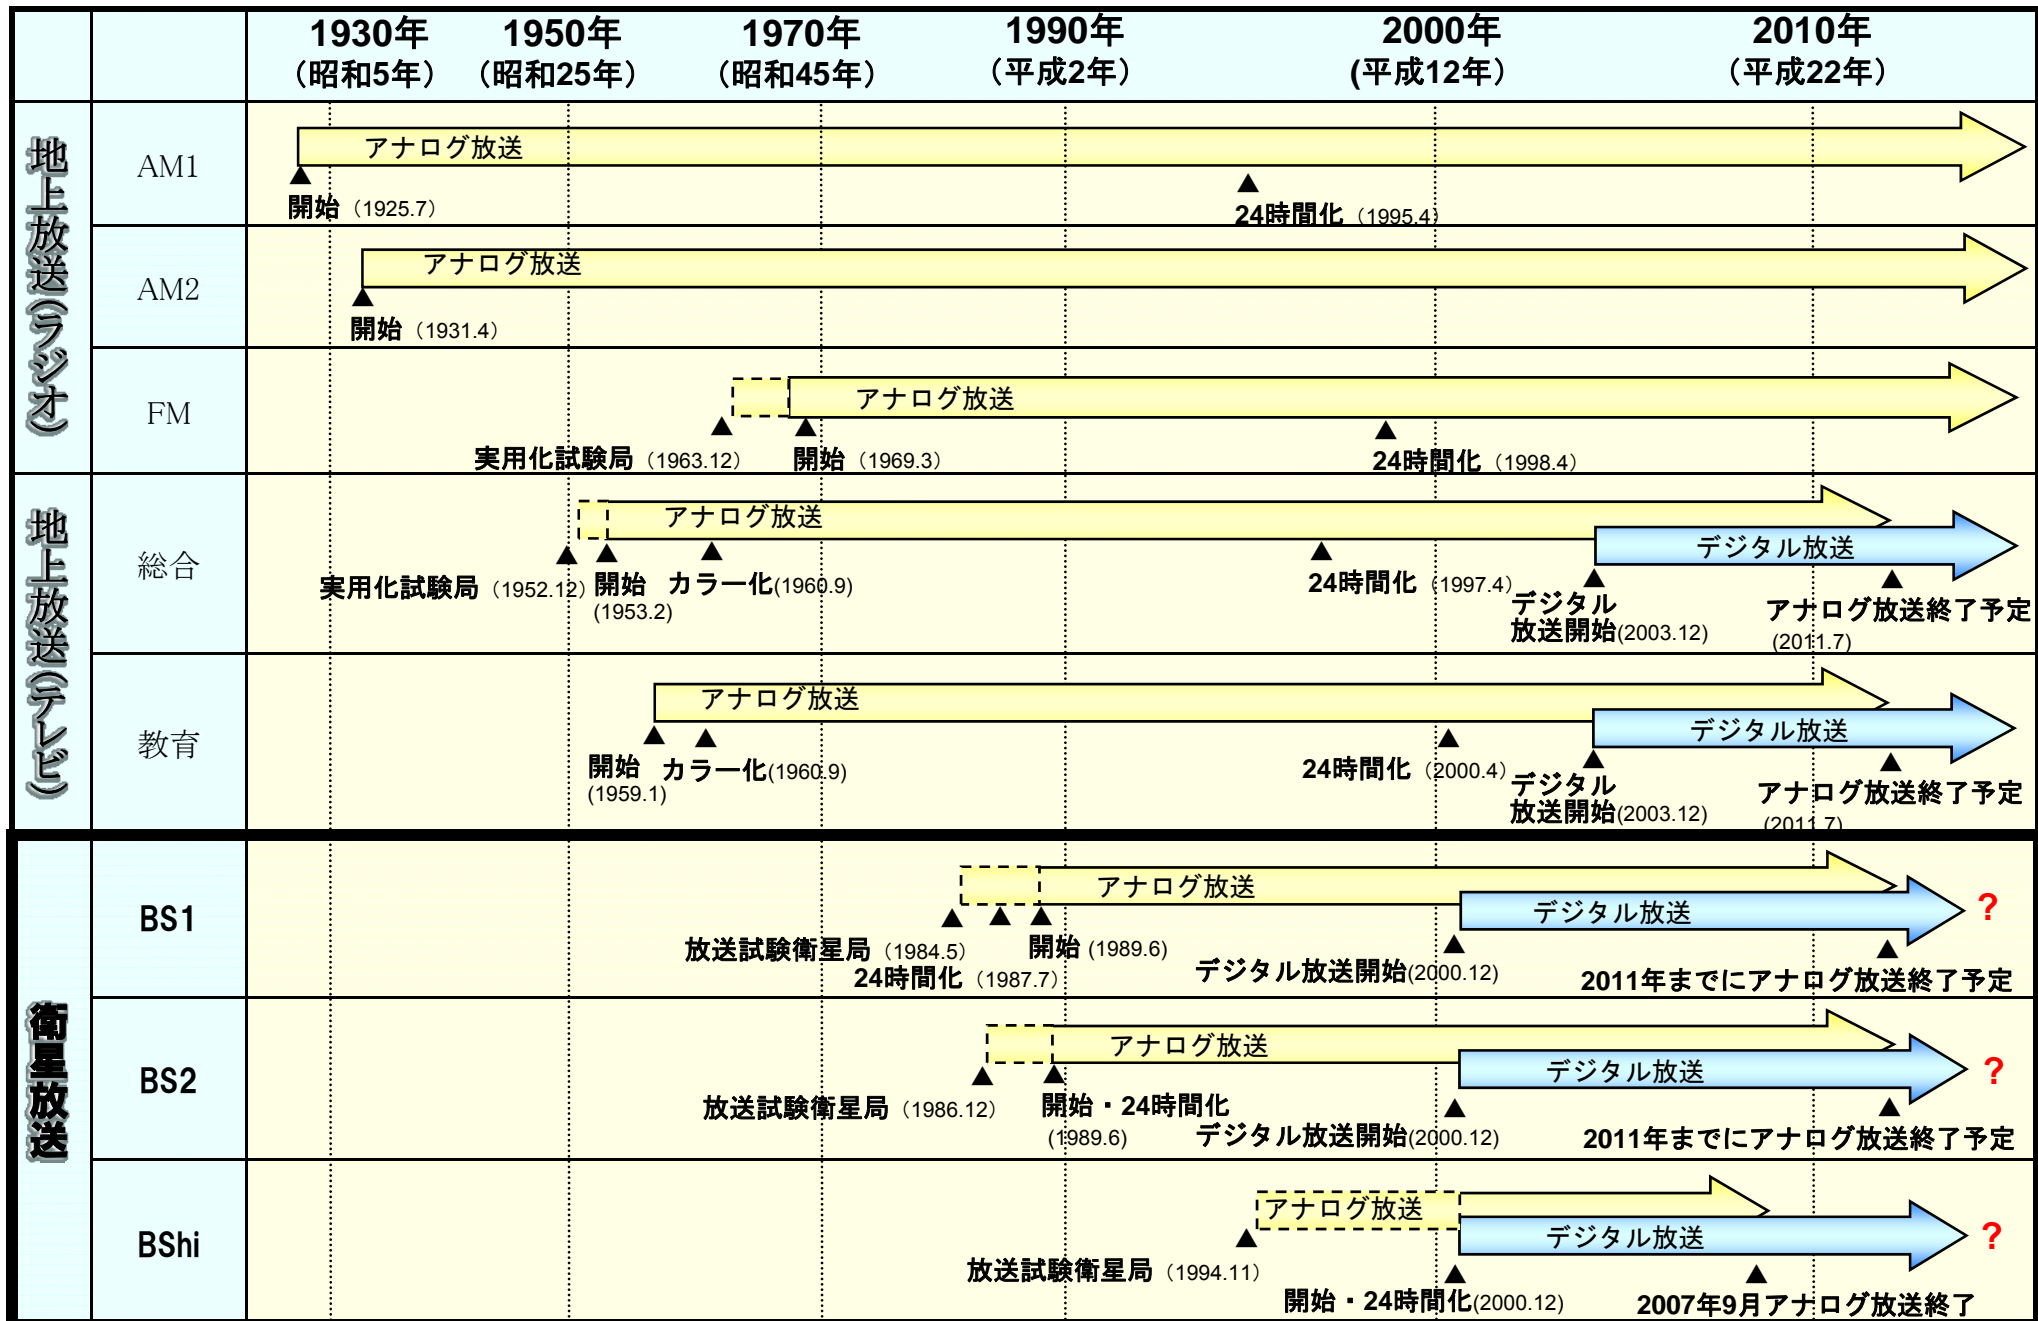 1930年 1950年 1970年 1990年 2000年 2010年
（昭和5年） （昭和25年） （昭和45年） （平成2年） (平成12年） （平成22年）
地上放送（ラジオ）
AM1
アナログ放送
開始（1925.7）
24時間化（1995.4）
AM2
アナログ放送
開始（1931.4）
FM
アナログ放送
実用化試験局（1963.12） 開始（1969.3） 24時間化（1998.4）
地上放送（テレビ）
総合
アナログ放送
デジタル放送
実用化試験局（1952.12） 開始 カラー化(1960.9) 24時間化（1997.4）
(1953.2)
デジタル
放送開始(2003.12)
アナログ放送終了予定
(2011.7)
教育
アナログ放送
デジタル放送
開始 カラー化(1960.9) 24時間化（2000.4）
(1959.1)
デジタル
放送開始(2003.12)
アナログ放送終了予定
(2011.7)
衛星放送
BS1
アナログ放送
デジタル放送
?
放送試験衛星局（1984.5） 開始(1989.6)
24時間化（1987.7）
デジタル放送開始(2000.12)
2011年までにアナログ放送終了予定
BS2
アナログ放送
デジタル放送
?
放送試験衛星局（1986.12） 開始・24時間化
(1989.6)
デジタル放送開始(2000.12)
2011年までにアナログ放送終了予定
BShi
アナログ放送
デジタル放送
?
放送試験衛星局（1994.11）
開始・24時間化(2000.12)
2007年9月アナログ放送終了